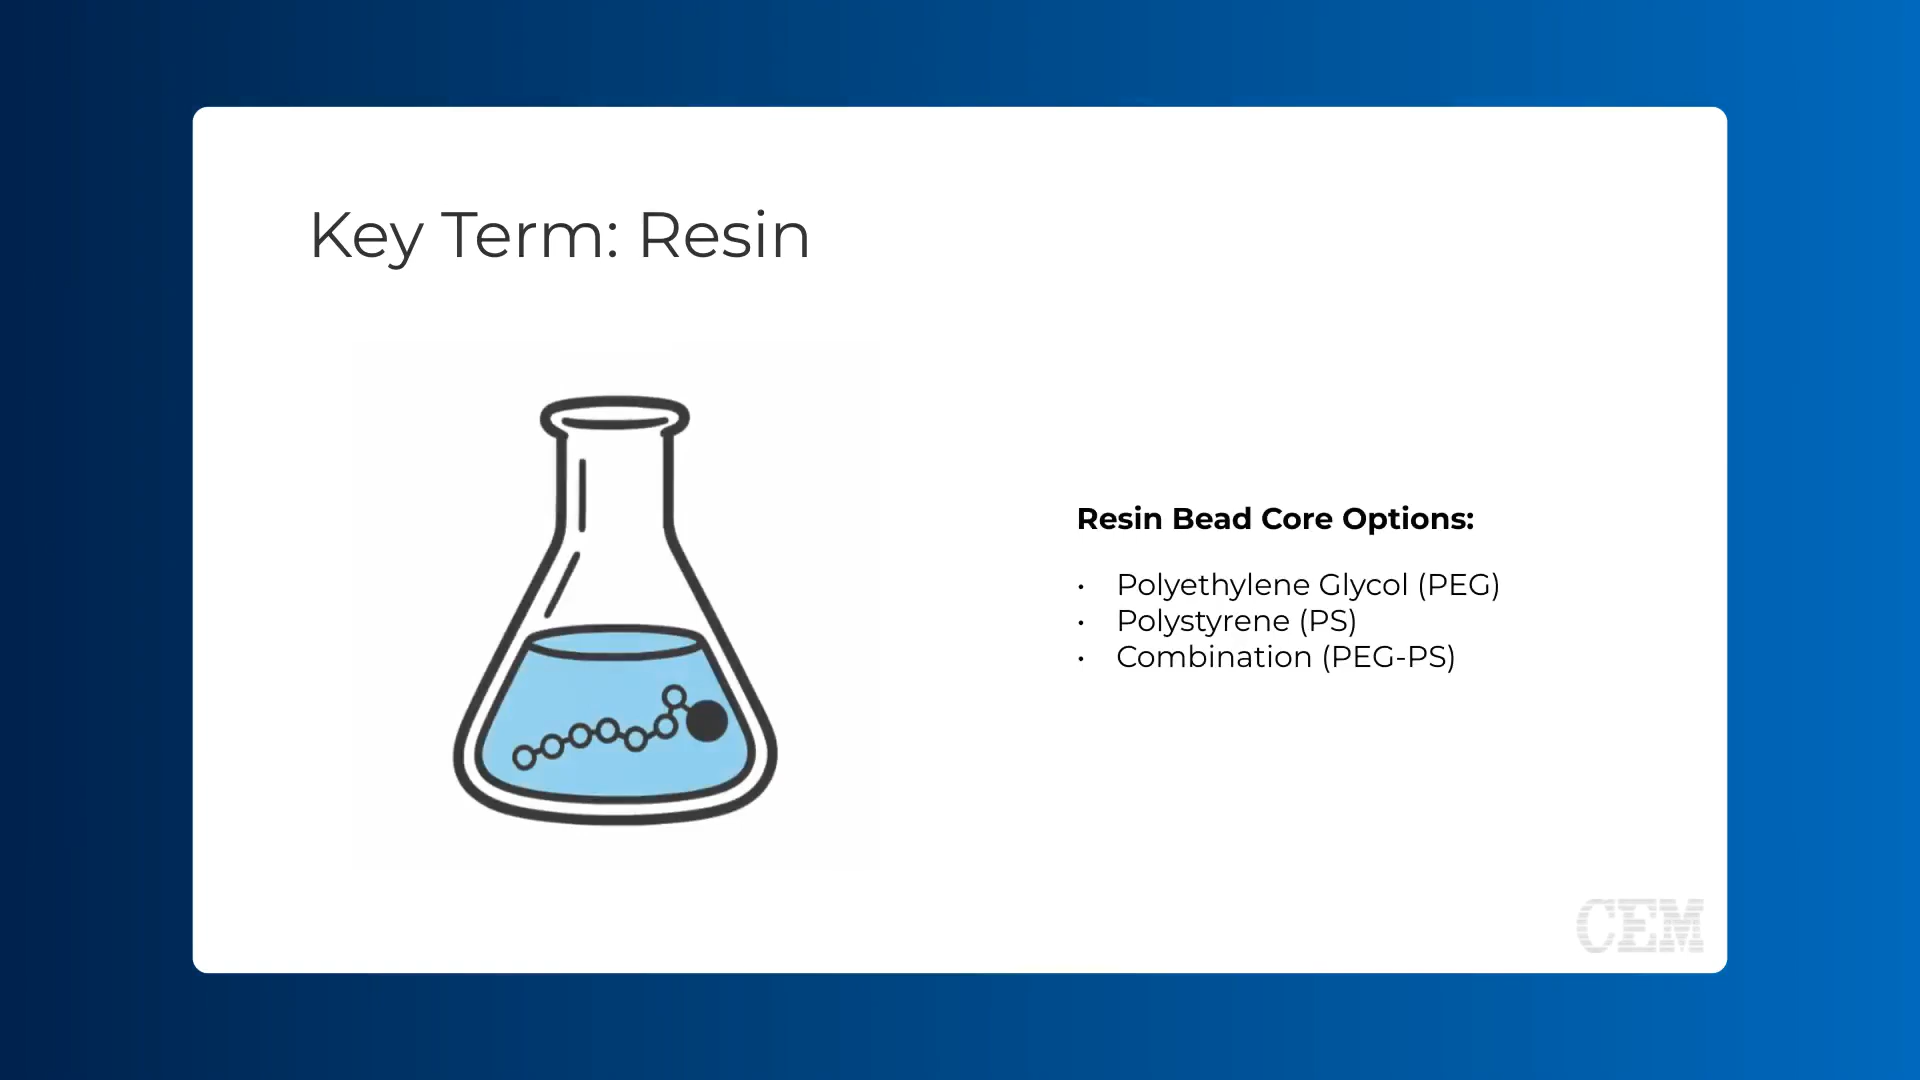 Key Term: Resin
Resin Bead Core Options:
• Polyethylene Glycol (PEG)
• Polystyrene (PS)
• Combination (PEG-PS)
CEM